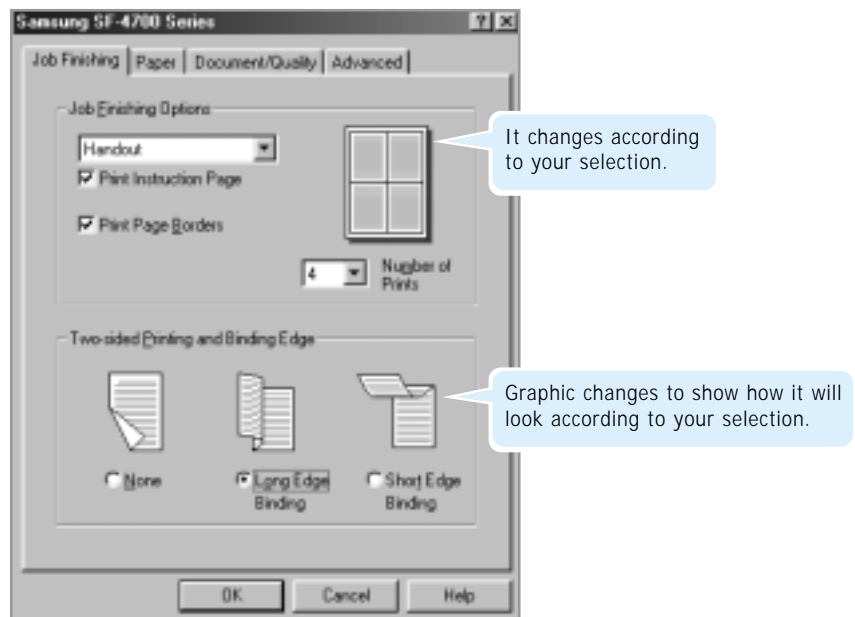 Samsung SF-4700 Series
Job Finishing Paper Document/Quality Advanced
Job Finishing Options
Handout
Print Instruction Page
Print Page Borders
4 Number of
Prints
It changes according
to your selection.
Two-sided Printing and Binding Edge
Graphic changes to show how it will
look according to your selection.
None
Long Edge
Binding
Short Edge
Binding
OK Cancel Help